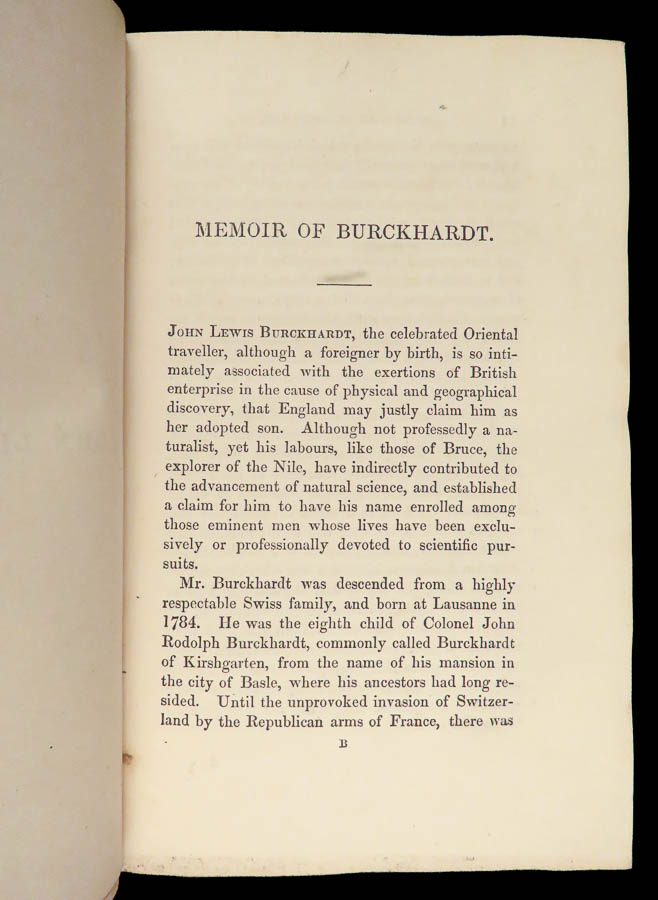 MEMOIR OF BURCKHARDT.
JOHN LEWIS BURCKHARDT, the celebrated Oriental
traveller, although a foreigner by birth, is so inti-
mately associated with the exertions of British
enterprise in the cause of physical and geographical
discovery, that England may justly claim him as
her adopted son. Although not professedly a na-
turalist, yet his labours, like those of Bruce, the
explorer of the Nile, have indirectly contributed to
the advancement of natural science, and established
a claim for him to have his name enrolled among
those eminent men whose lives have been exclu-
sively or professionally devoted to scientific pur-
suits.
Mr. Burckhardt was descended from a highly
respectable Swiss family, and born at Lausanne in
1784. He was the eighth child of Colonel John
Rodolph Burckhardt, commonly called Burckhardt
of Kirshgarten, from the name of his mansion in
the city of Basle, where his ancestors had long re-
sided. Until the unprovoked invasion of Switzer-
land by the Republican arms of France, there was
B